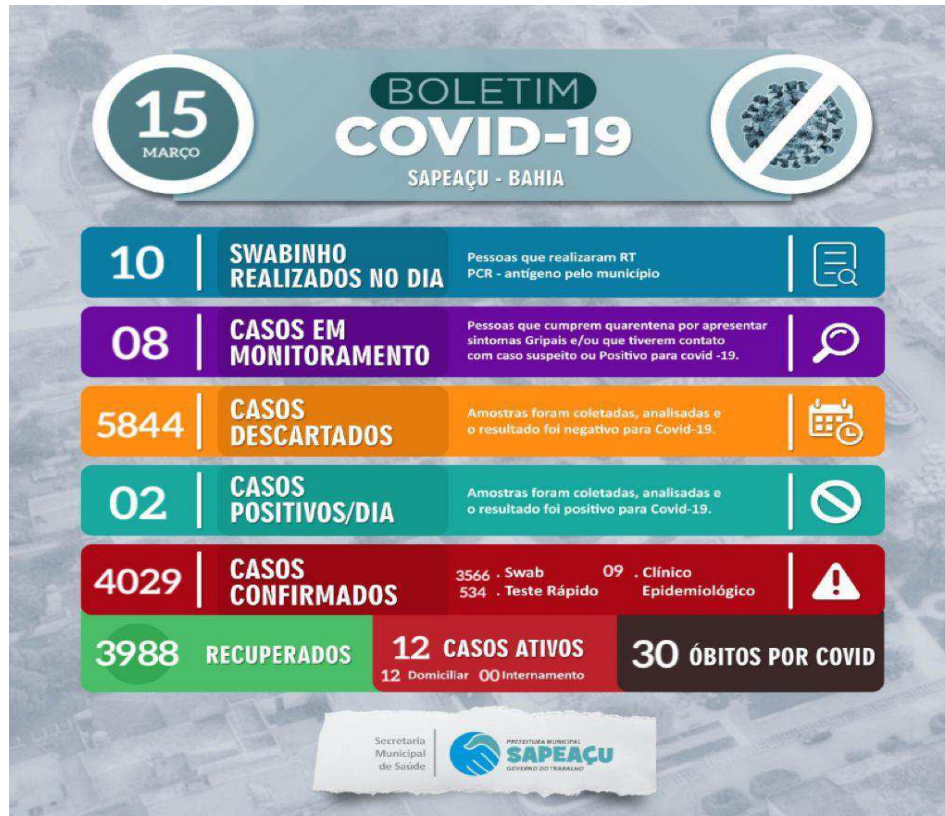 15
MARÇO
BOLETIM
COVID-19
SAPEAÇU - BAHIA
10
SWABINHO
REALIZADOS NO DIA
Pessoas que realizaram RT
PCR - antígeno pelo município
08
CASOS EM
MONITORAMENTO
Pessoas que cumprem quarentena por apresentar
sintomas Gripais e/ou que tiverem contato
com caso suspeito ou Positivo para covid -19.
5844
CASOS
DESCARTADOS
Amostras foram coletadas, analisadas e
o resultado foi negativo para Covid-19.
02
CASOS
POSITIVOS/DIA
Amostras foram coletadas, analisadas e
o resultado foi positivo para Covid-19.
4029
CASOS
CONFIRMADOS
3566 . Swab
534 . Teste Rápido
09 . Clínico
Epidemiológico
3988 RECUPERADOS
12 CASOS ATIVOS
12 Domiciliar 00 Internamento
30 ÓBITOS POR COVID
Secretaria
Municipal
de Saúde
PREFEITURA MUNICIPAL
SAPEAÇU
GOVERNO DO TRABALHO